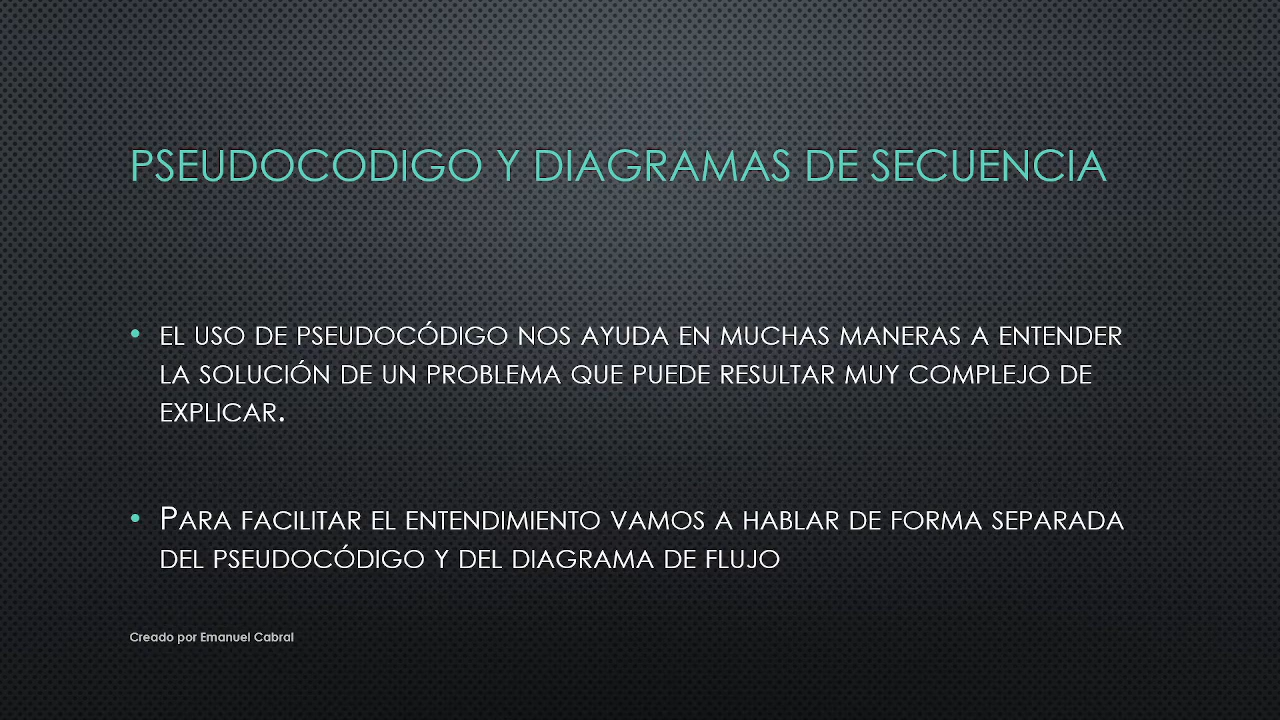 PSEUDOCODIGO Y DIAGRAMAS DE SECUENCIA
• EL USO DE PSEUDOCÓDIGO NOS AYUDA EN MUCHAS MANERAS A ENTENDER
LA SOLUCIÓN DE UN PROBLEMA QUE PUEDE RESULTAR MUY COMPLEJO DE
EXPLICAR.
• PARA FACILITAR EL ENTENDIMIENTO VAMOS A HABLAR DE FORMA SEPARADA
DEL PSEUDOCÓDIGO Y DEL DIAGRAMA DE FLUJO
Creado por Emanuel Cabral